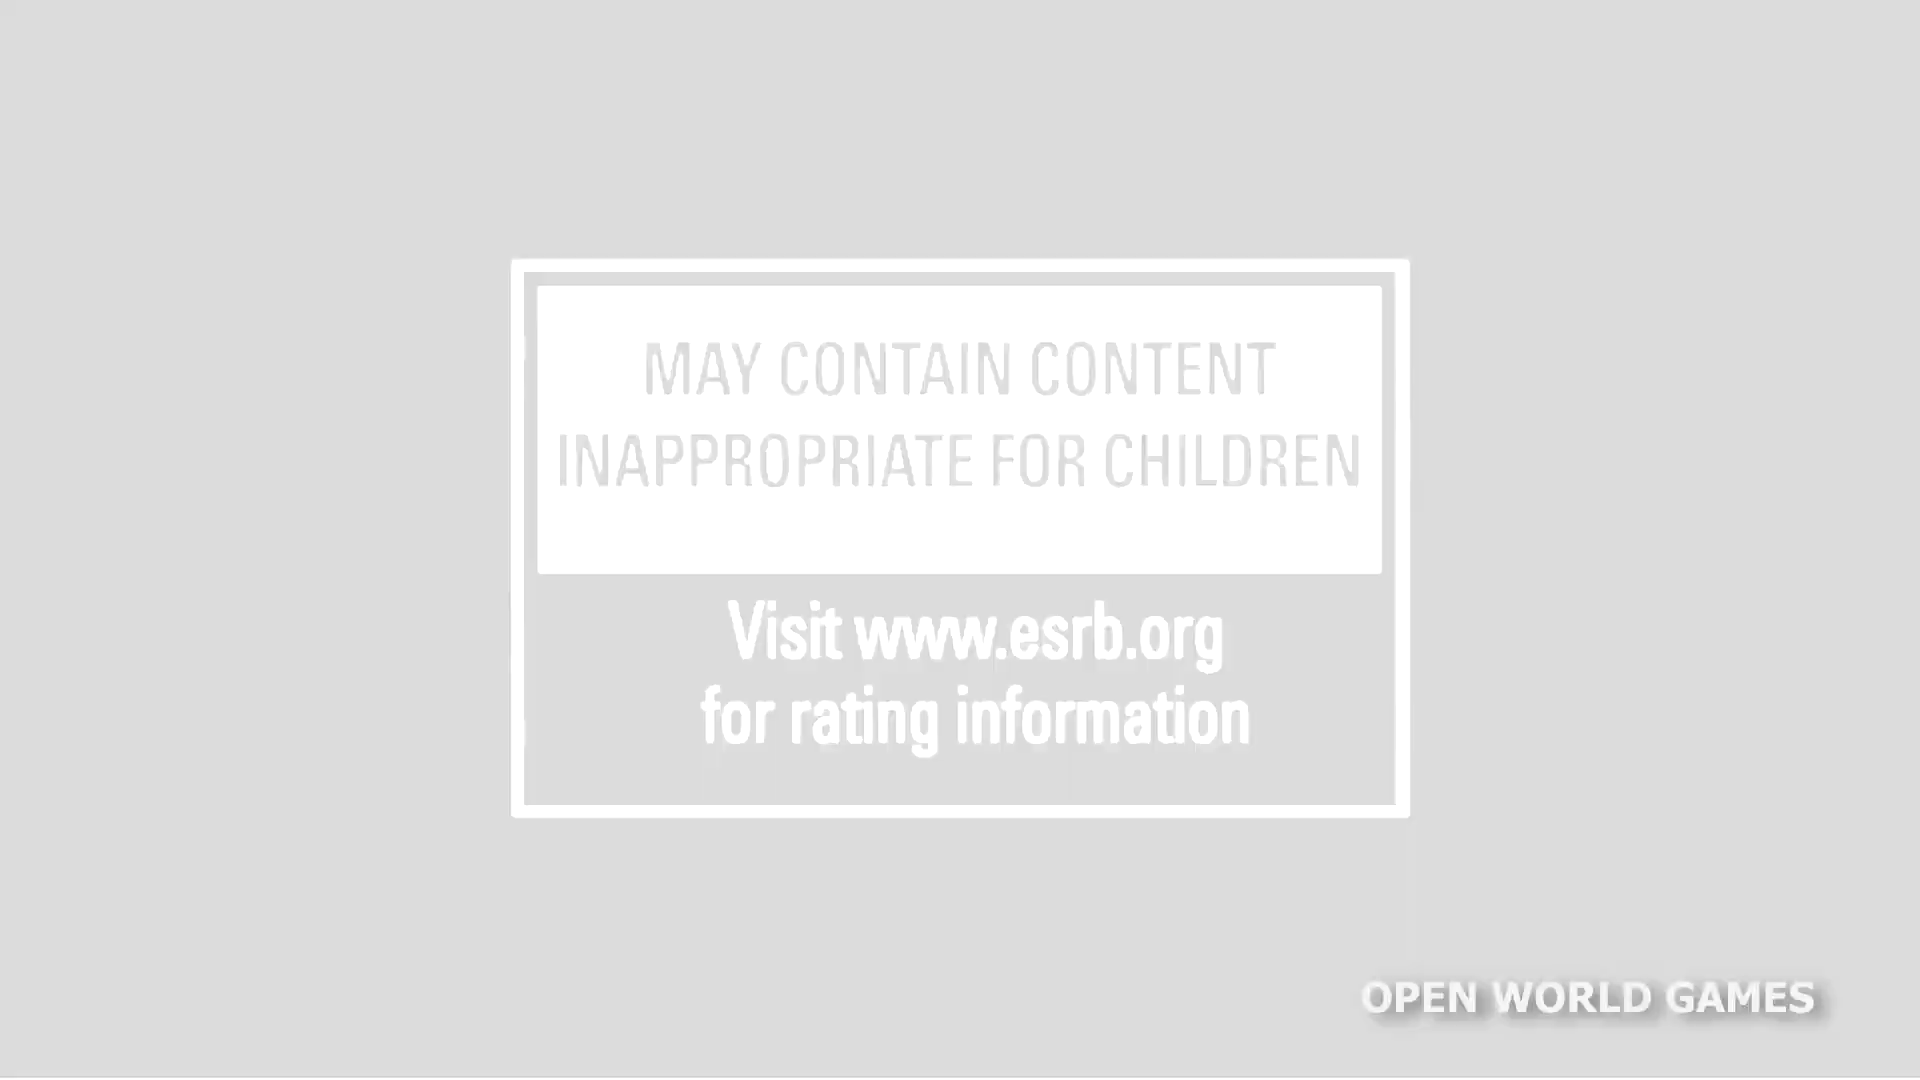 MAY CONTAIN CONTENT
INAPPROPRIATE FOR CHILDREN
Visit www.esrb.org
for rating information
OPEN WORLD GAMES